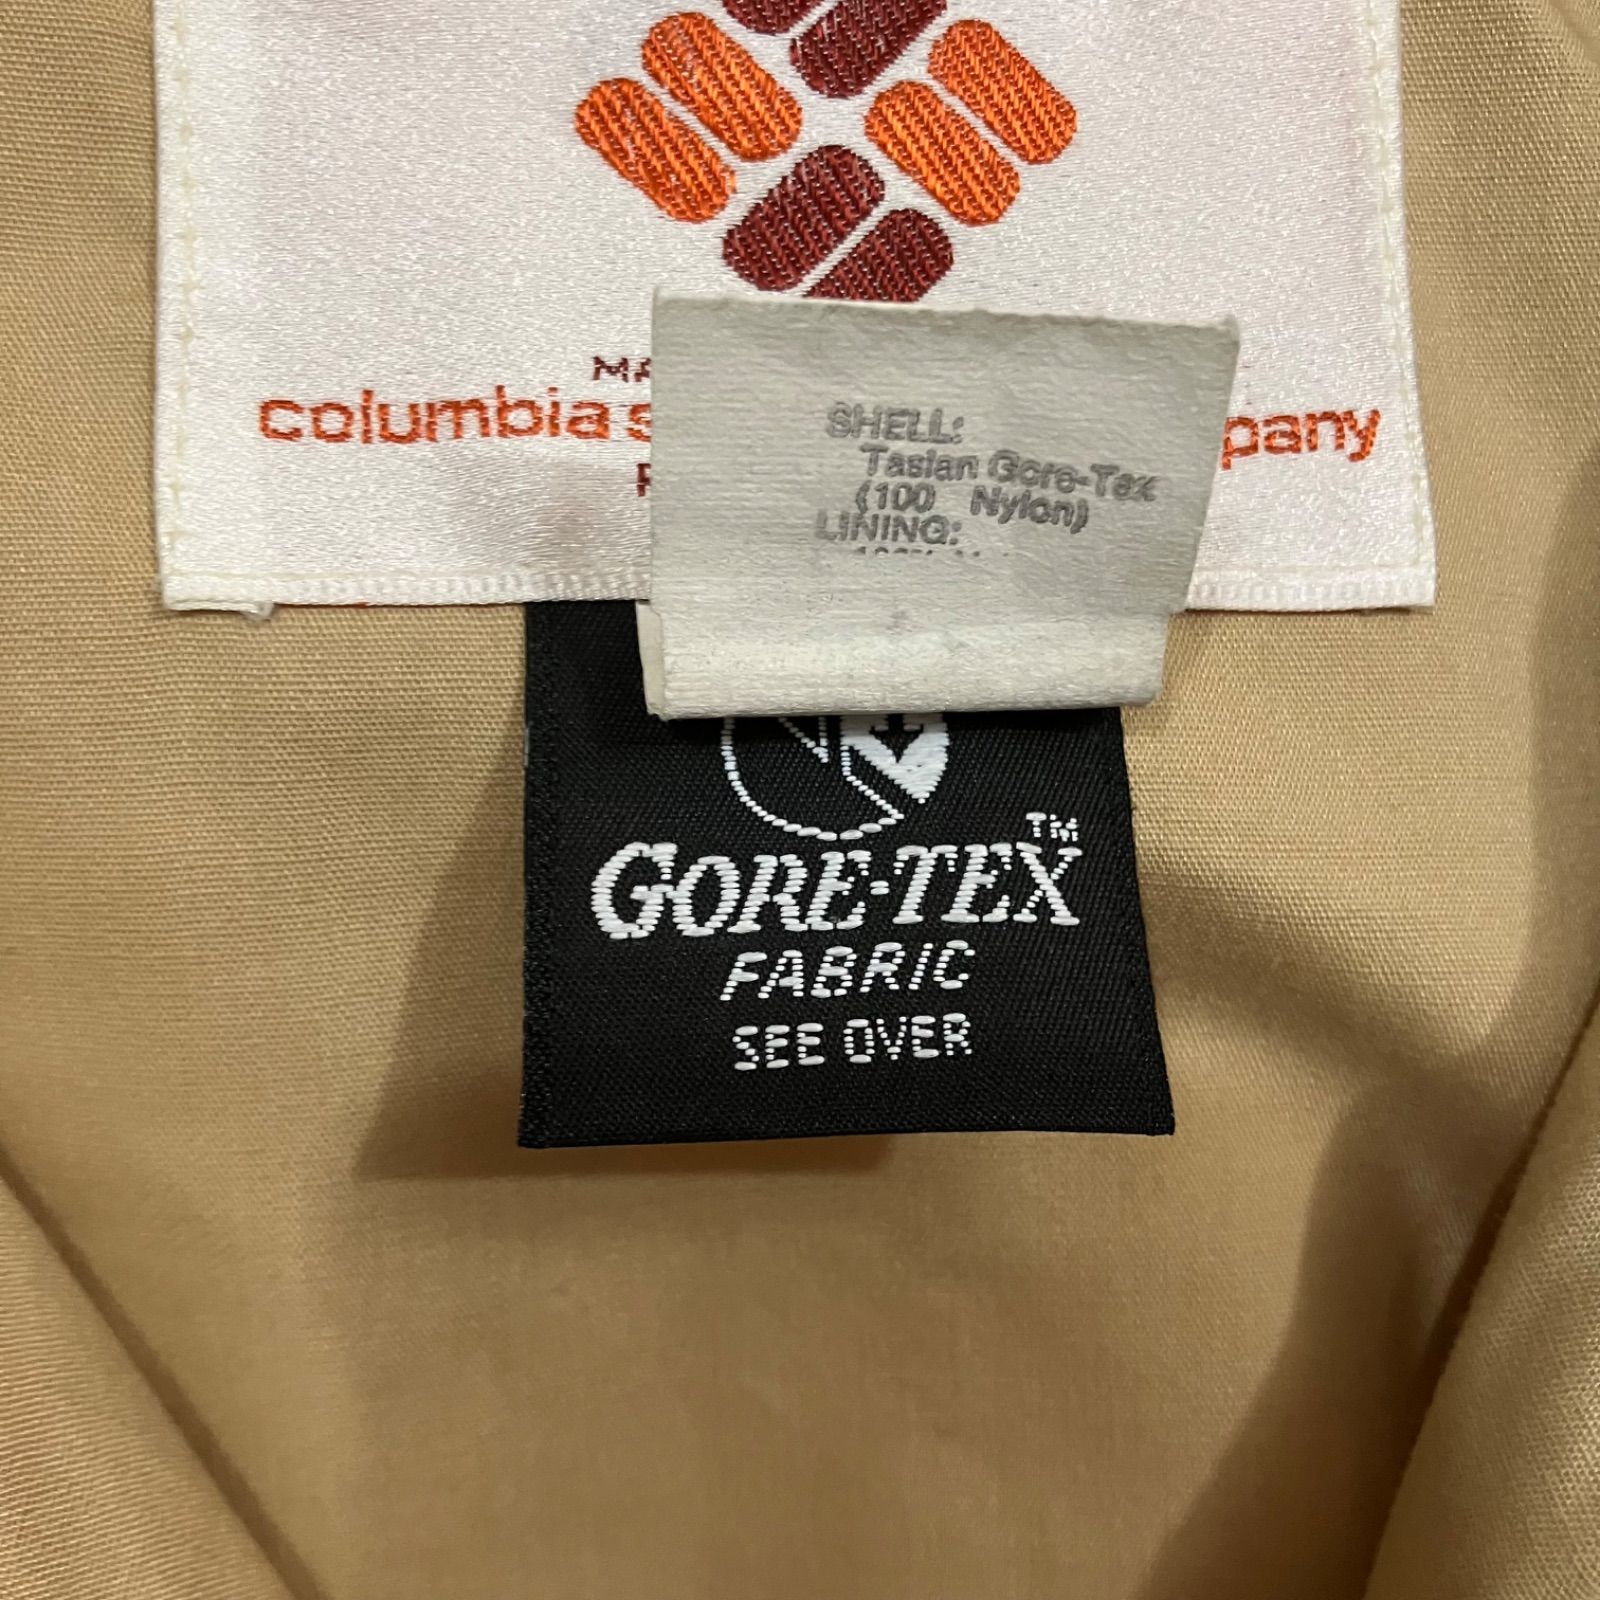 MA
columbia s pany
SHELL:
Taslan Gore-Tex
(100 Nylon)
LINING:
GORE-TEX™
FABRIC
SEE OVER